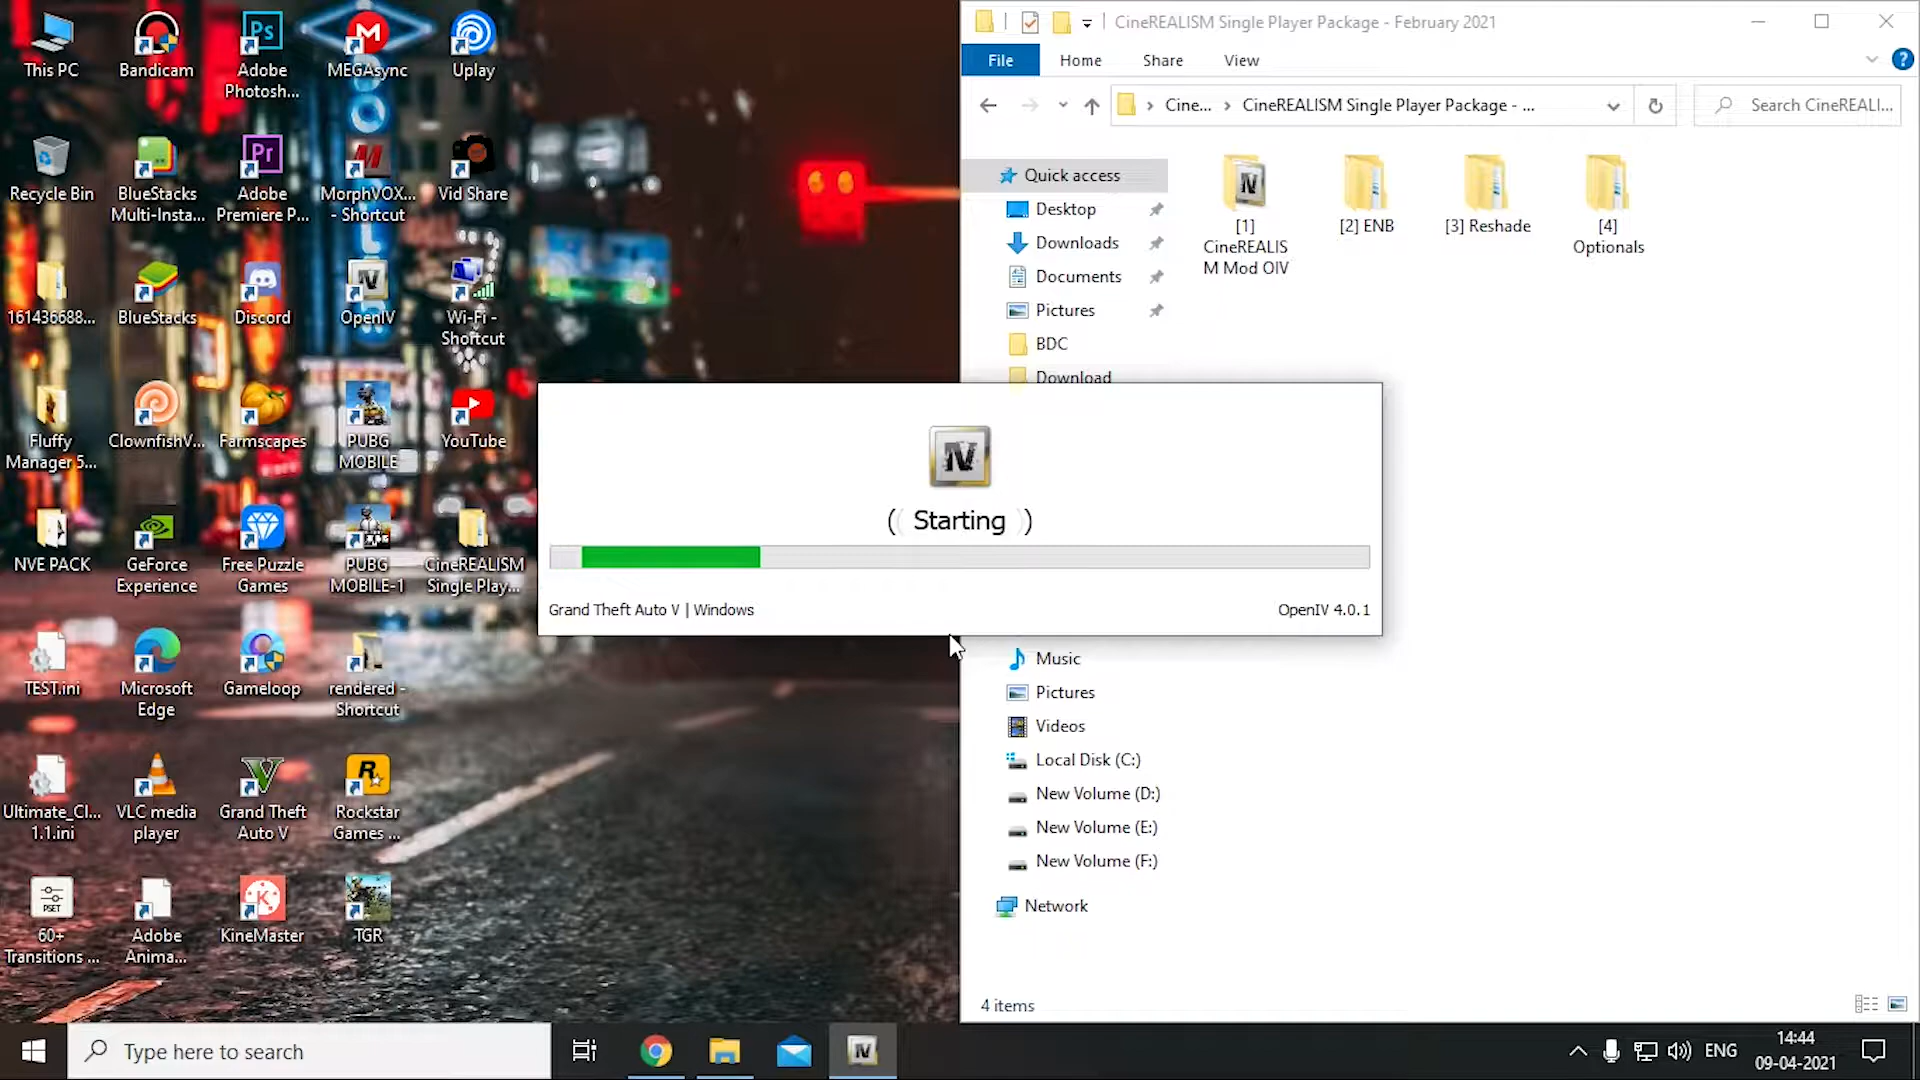 This PC
Bandicam
Adobe
Photosh...
MEGAsync
Uplay
Recycle Bin
BlueStacks
Multi-Insta...
Adobe
Premiere P...
MorphVOX...
- Shortcut
Vid Share
161436688...
BlueStacks
Discord
OpenIV
Wi-Fi -
Shortcut
Fluffy
Manager 5...
ClownfishV...
Farmscapes
PUBG
MOBILE
YouTube
NVE PACK
GeForce
Experience
Free Puzzle
Games
PUBG
MOBILE-1
CineREALISM
Single Play...
TEST.ini
Microsoft
Edge
Gameloop
rendered -
Shortcut
Ultimate_Cl...
1.1.ini
VLC media
player
Grand Theft
Auto V
Rockstar
Games ...
PSET
60+
Transitions ...
Adobe
Anima...
KineMaster
TGR
CineREALISM Single Player Package - February 2021
File
Home
Share
View
Cine...
CineREALISM Single Player Package - ...
Search CineREALI...
Quick access
Desktop
Downloads
Documents
Pictures
BDC
Download
[1]
CineREALIS
M Mod OIV
[2] ENB
[3] Reshade
[4]
Optionals
IV
(( Starting ))
Grand Theft Auto V | Windows
OpenIV 4.0.1
Music
Pictures
Videos
Local Disk (C:)
New Volume (D:)
New Volume (E:)
New Volume (F:)
Network
4 items
Type here to search
ENG
14:44
09-04-2021